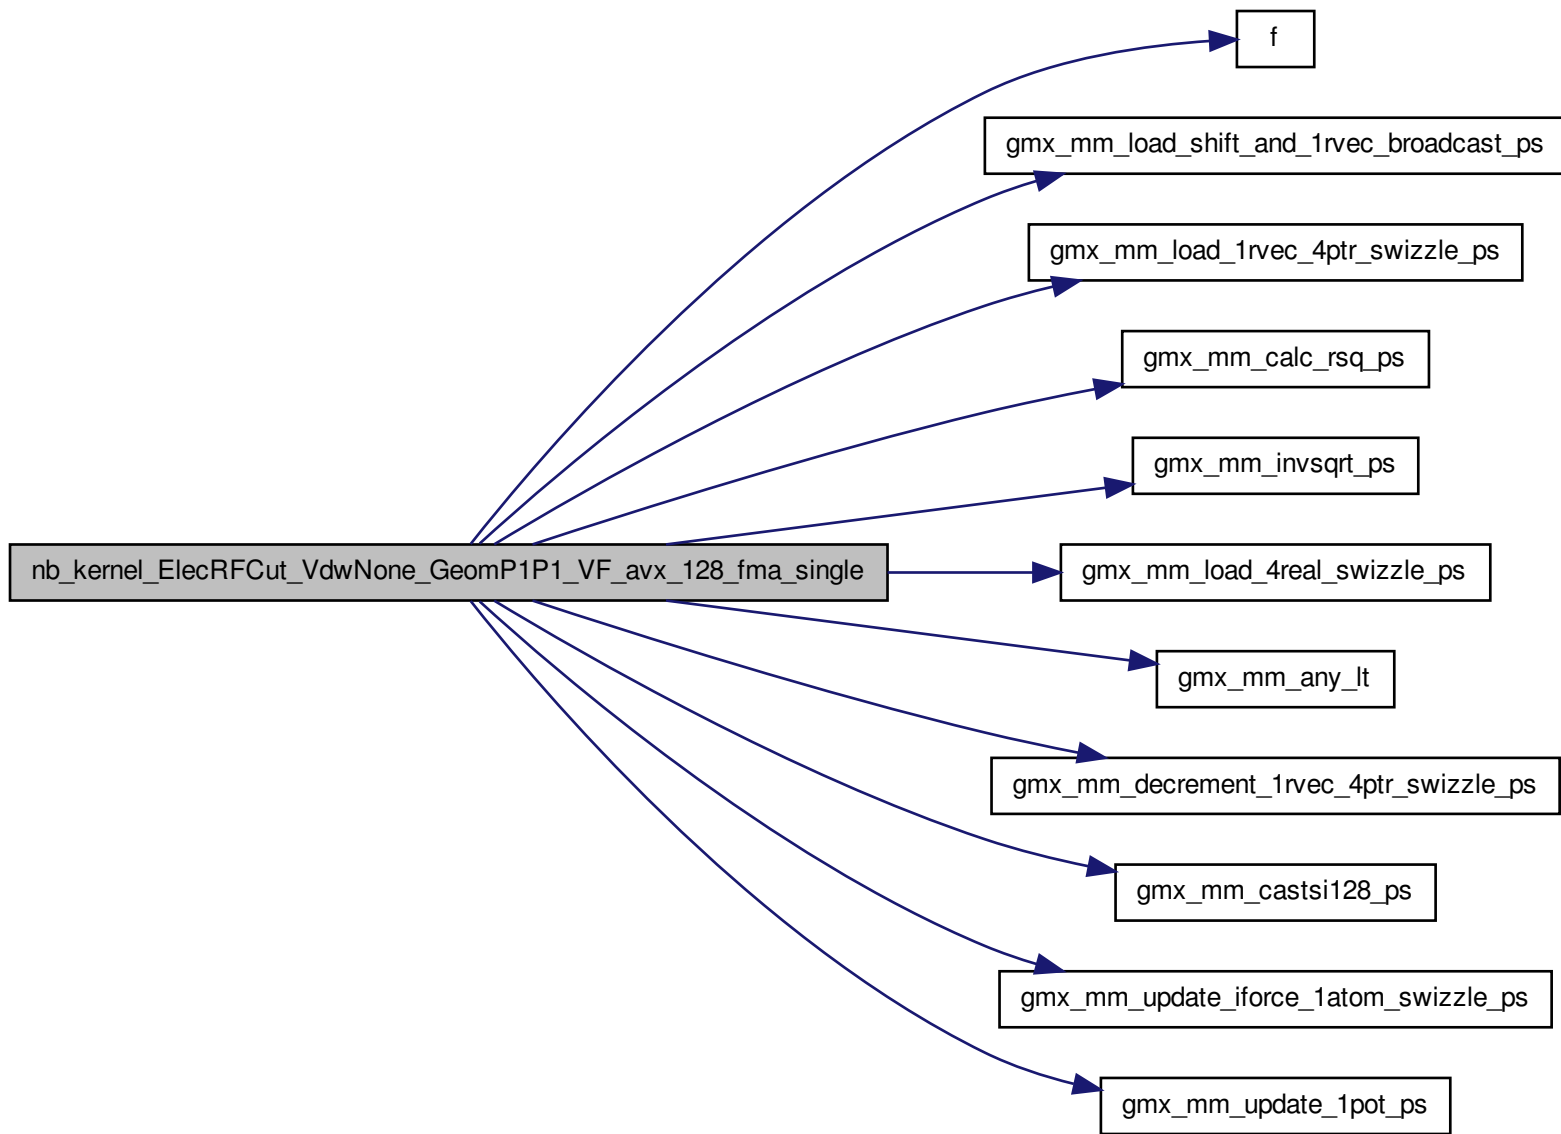 f
gmx_mm_load_shift_and_1rvec_broadcast_ps
gmx_mm_load_1rvec_4ptr_swizzle_ps
gmx_mm_calc_rsq_ps
gmx_mm_invsqrt_ps
nb_kernel_ElecRFCut_VdwNone_GeomP1P1_VF_avx_128_fma_single
gmx_mm_load_4real_swizzle_ps
gmx_mm_any_lt
gmx_mm_decrement_1rvec_4ptr_swizzle_ps
gmx_mm_castsi128_ps
gmx_mm_update_iforce_1atom_swizzle_ps
gmx_mm_update_1pot_ps